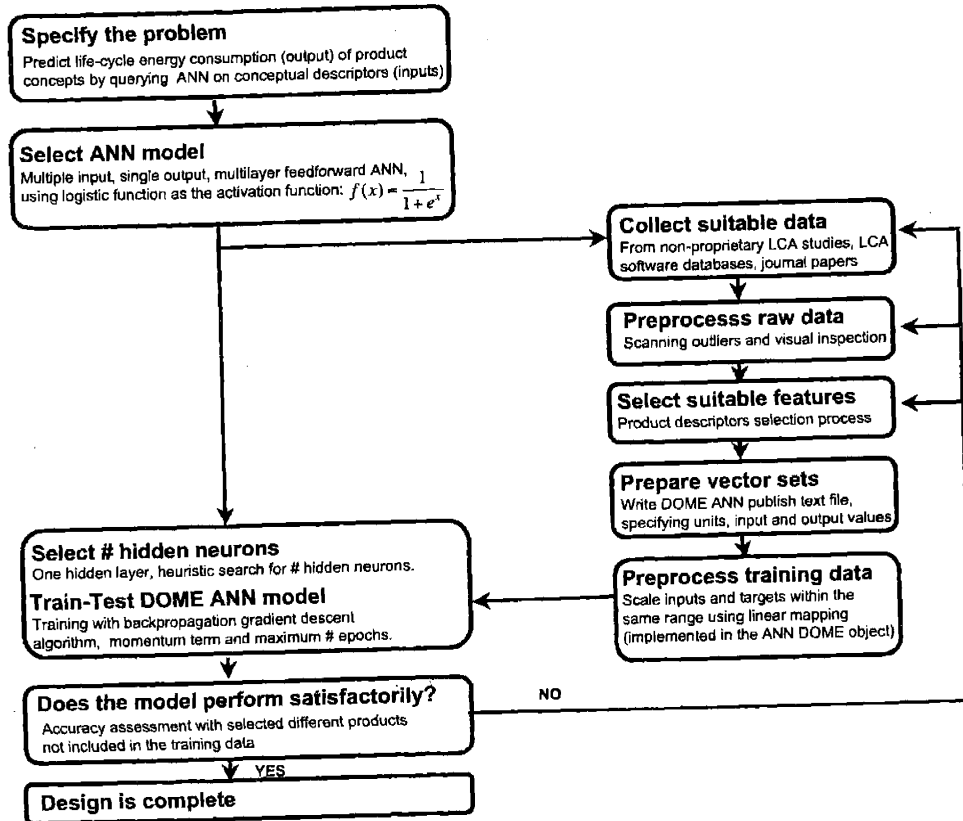 Specify the problem
Predict life-cycle energy consumption (output) of product
concepts by querying ANN on conceptual descriptors (inputs)
Select ANN model
Multiple input, single output, multilayer feedforward ANN,
using logistic function as the activation function: f(x) = 1/(1 + e^x)
Collect suitable data
From non-proprietary LCA studies, LCA
software databases, journal papers
Preprocesss raw data
Scanning outliers and visual inspection
Select suitable features
Product descriptors selection process
Prepare vector sets
Write DOME ANN publish text file,
specifying units, input and output values
Preprocess training data
Scale inputs and targets within the
same range using linear mapping
(implemented in the ANN DOME object)
Select # hidden neurons
One hidden layer, heuristic search for # hidden neurons.
Train-Test DOME ANN model
Training with backpropagation gradient descent
algorithm, momentum term and maximum # epochs.
Does the model perform satisfactorily?
Accuracy assessment with selected different products
not included in the training data
NO
YES
Design is complete